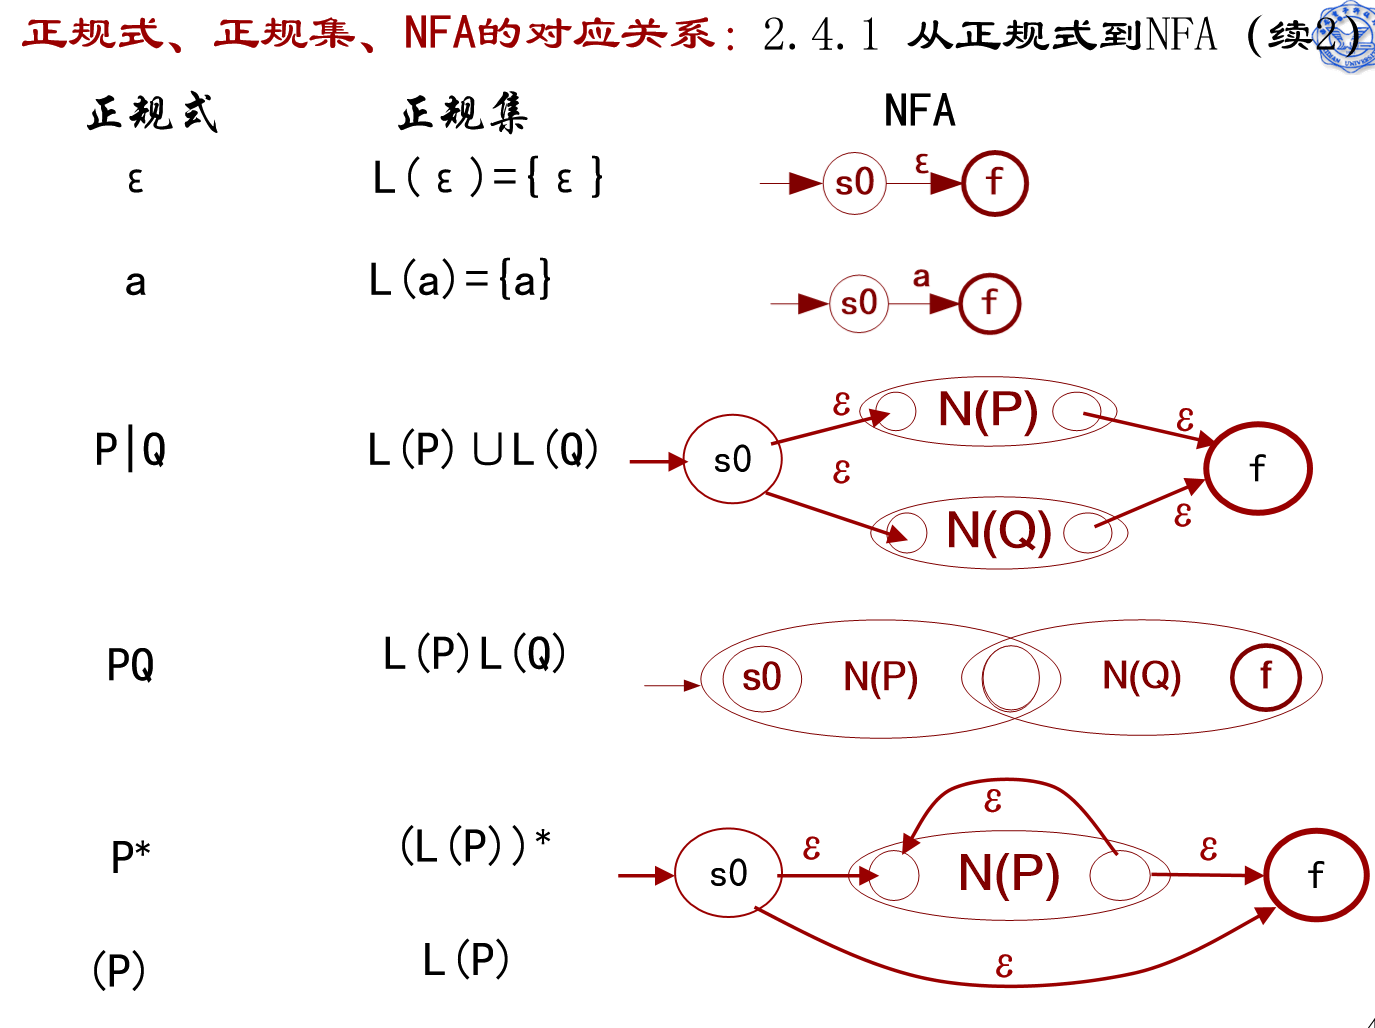 正规式、正规集、NFA的对应关系：2.4.1 从正规式到NFA（续2）
正规式 正规集 NFA
ε L(ε)={ε} s0 ε f
a L(a)={a} s0 a f
P|Q L(P)∪L(Q) s0 ε N(P) ε f
ε N(Q) ε
PQ L(P)L(Q) s0 N(P) N(Q) f
ε
P* (L(P))* s0 ε N(P) ε f
(P) L(P) ε